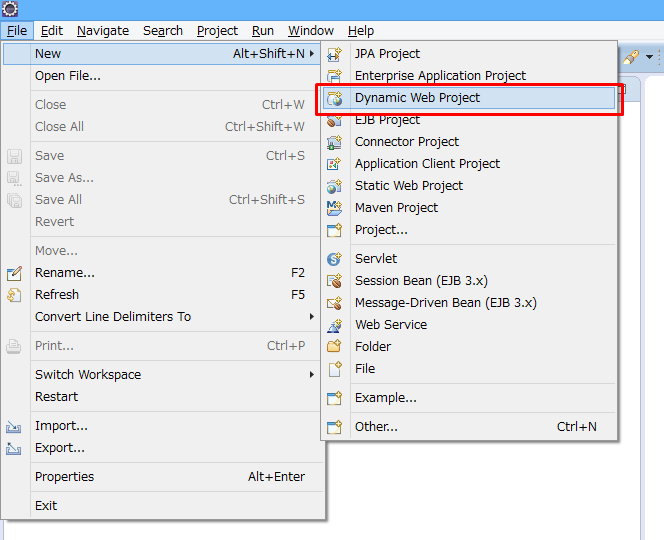 File Edit Navigate Search Project Run Window Help
New Alt+Shift+N
Open File...
Close Ctrl+W
Close All Ctrl+Shift+W
Save Ctrl+S
Save As...
Save All Ctrl+Shift+S
Revert
Move...
Rename... F2
Refresh F5
Convert Line Delimiters To
Print... Ctrl+P
Switch Workspace
Restart
Import...
Export...
Properties Alt+Enter
Exit
JPA Project
Enterprise Application Project
Dynamic Web Project
EJB Project
Connector Project
Application Client Project
Static Web Project
Maven Project
Project...
Servlet
Session Bean (EJB 3.x)
Message-Driven Bean (EJB 3.x)
Web Service
Folder
File
Example...
Other... Ctrl+N